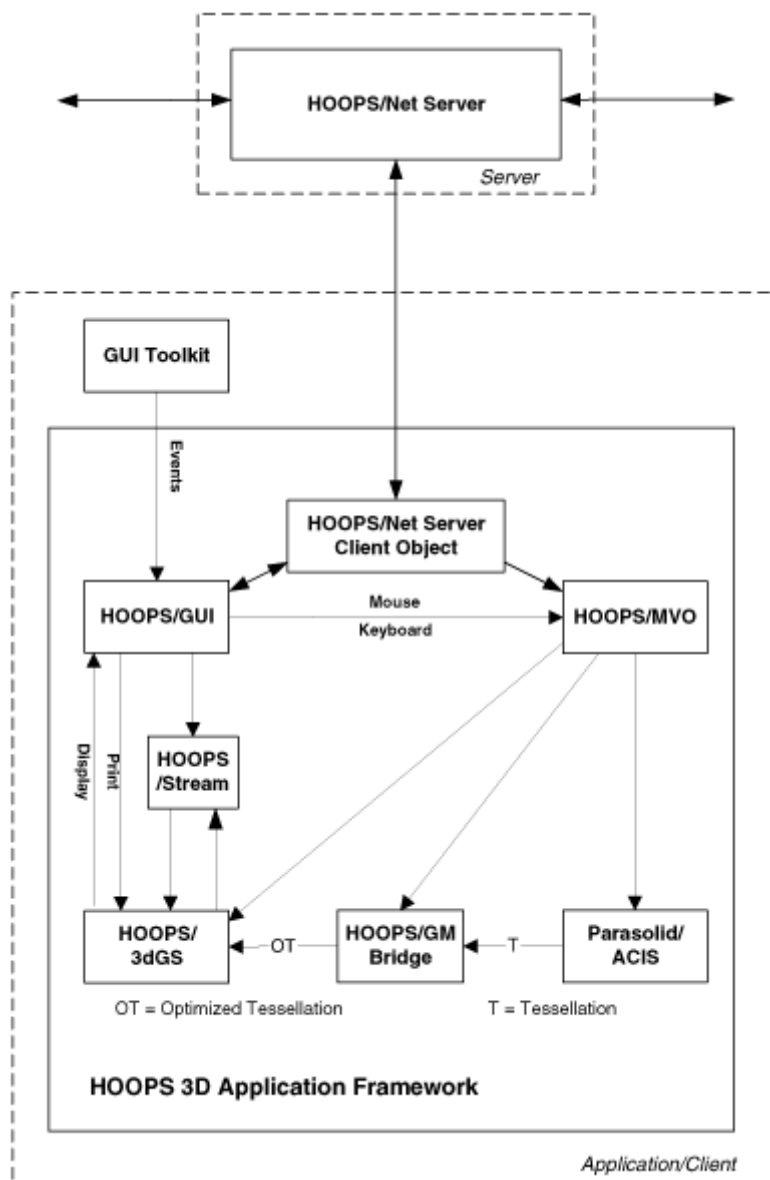 HOOPS/Net Server
Server
GUI Toolkit
Events
HOOPS/Net Server
Client Object
HOOPS/GUI
Mouse
Keyboard
HOOPS/MVO
Display
Print
HOOPS
/Stream
HOOPS/
3dGS
OT
HOOPS/GM
Bridge
T
Parasolid/
ACIS
OT = Optimized Tessellation
T = Tessellation
HOOPS 3D Application Framework
Application/Client